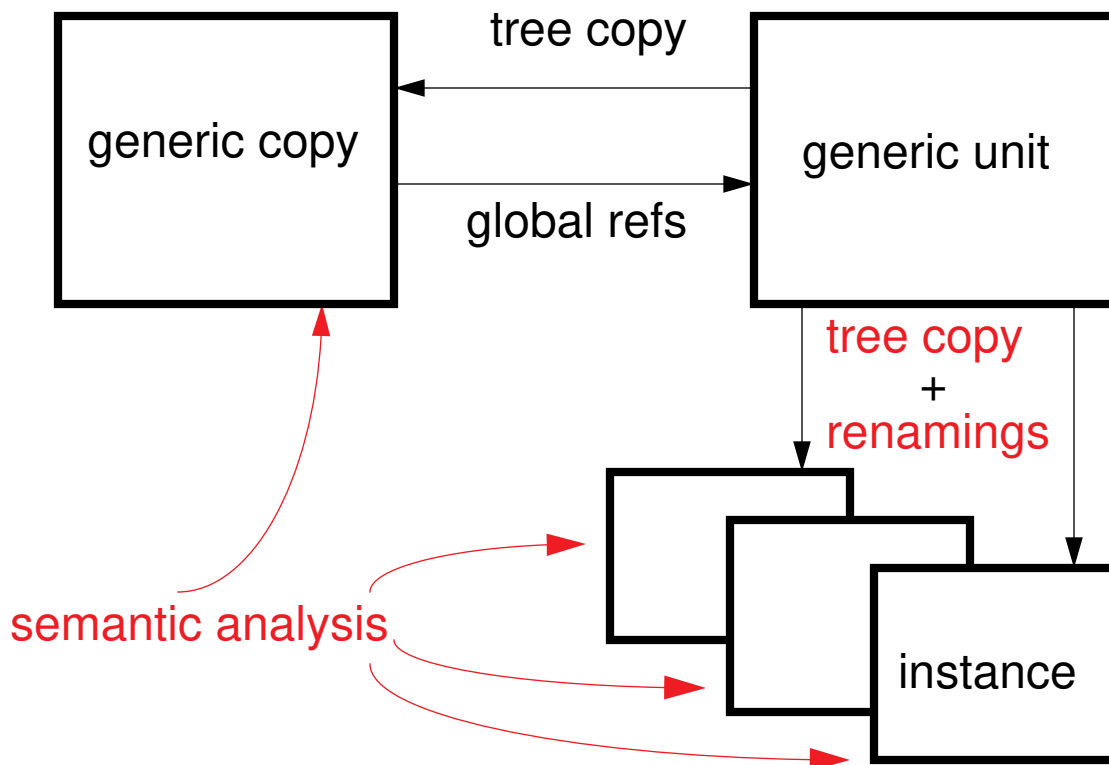 tree copy
generic copy
generic unit
global refs
tree copy
+
renamings
semantic analysis
instance